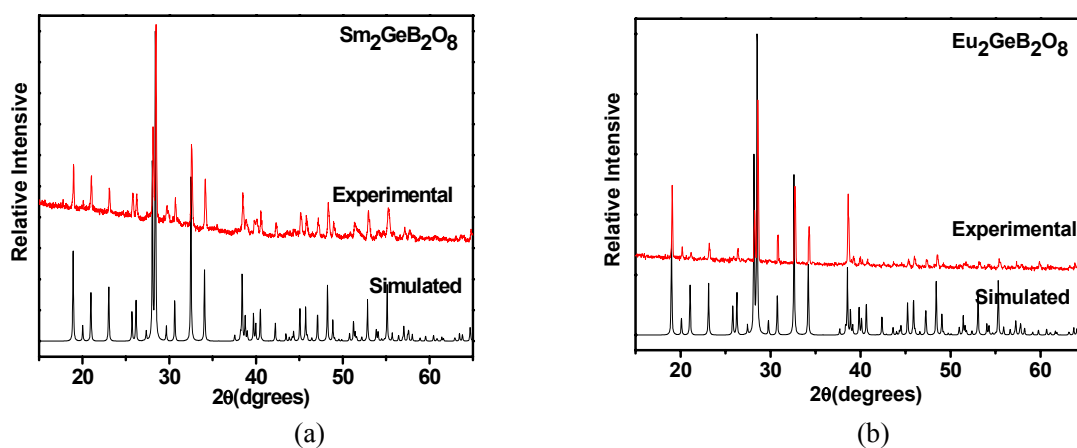 Sm2GeB2O8
Relative Intensive
Experimental
Simulated
20 30 40 50 60
2θ(dgrees)
(a)
Eu2GeB2O8
Relative Intensive
Experimental
Simulated
20 30 40 50 60
2θ(degrees)
(b)